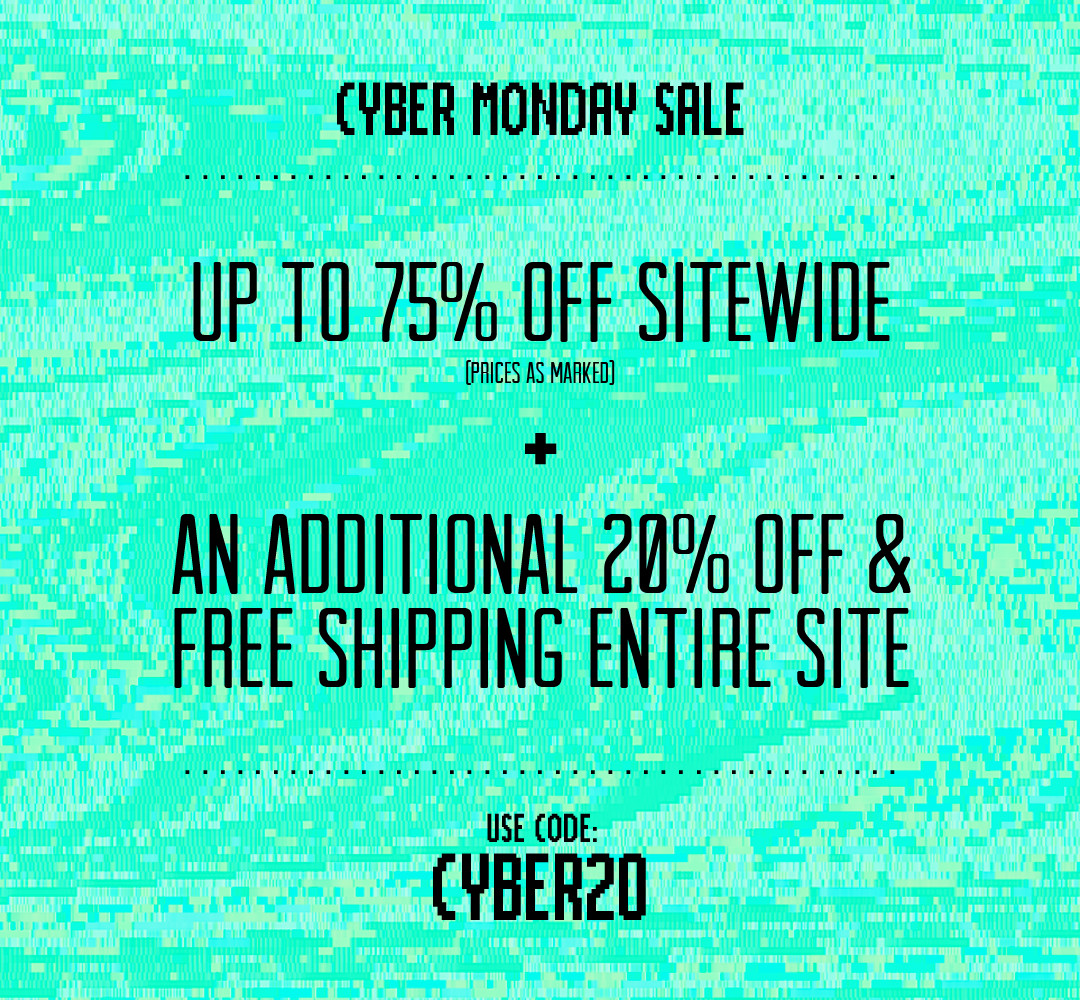 CYBER MONDAY SALE
UP TO 75% OFF SITEWIDE
(PRICES AS MARKED)
+
AN ADDITIONAL 20% OFF &
FREE SHIPPING ENTIRE SITE
USE CODE:
CYBER20